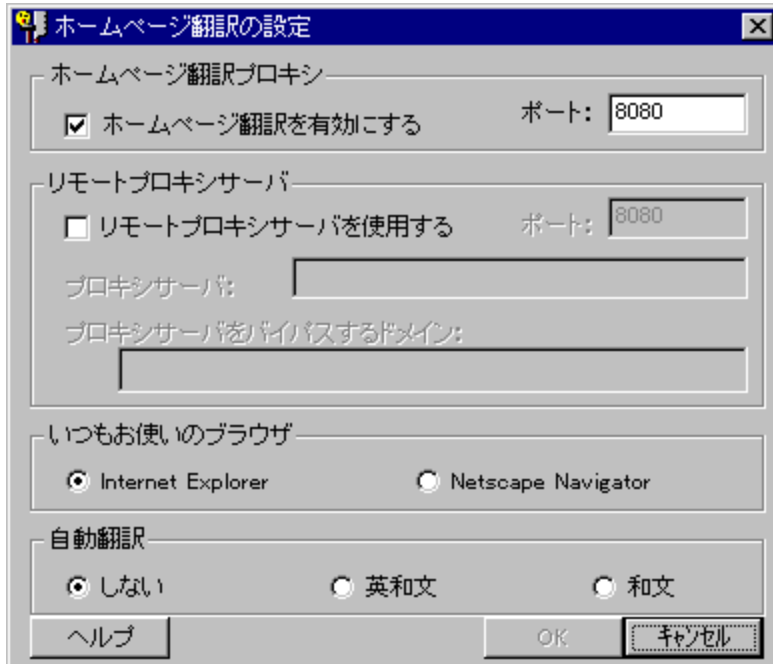 ホームページ翻訳の設定
ホームページ翻訳プロキシ
ホームページ翻訳を有効にする ポート: 8080
リモートプロキシサーバ
リモートプロキシサーバを使用する ポート: 8080
プロキシサーバ:
プロキシサーバをバイパスするドメイン:
いつもお使いのブラウザ
Internet Explorer Netscape Navigator
自動翻訳
しない 英和文 和文
ヘルプ OK キャンセル